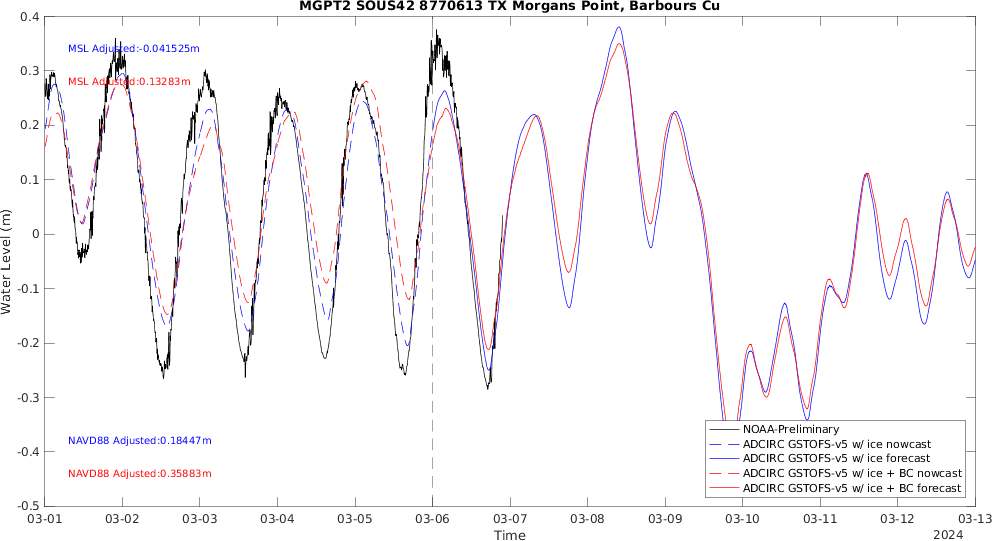 MGPT2 SOUS42 8770613 TX Morgans Point, Barbours Cu
0.4
0.3
0.2
0.1
0
-0.1
-0.2
-0.3
-0.4
-0.5
Water Level (m)
MSL Adjusted:-0.041525m
MSL Adjusted:0.13283m
NAVD88 Adjusted:0.18447m
NAVD88 Adjusted:0.35883m
NOAA-Preliminary
ADCIRC GSTOFS-v5 w/ ice nowcast
ADCIRC GSTOFS-v5 w/ ice forecast
ADCIRC GSTOFS-v5 w/ ice + BC nowcast
ADCIRC GSTOFS-v5 w/ ice + BC forecast
03-01 03-02 03-03 03-04 03-05 03-06 03-07 03-08 03-09 03-10 03-11 03-12 03-13
Time
2024